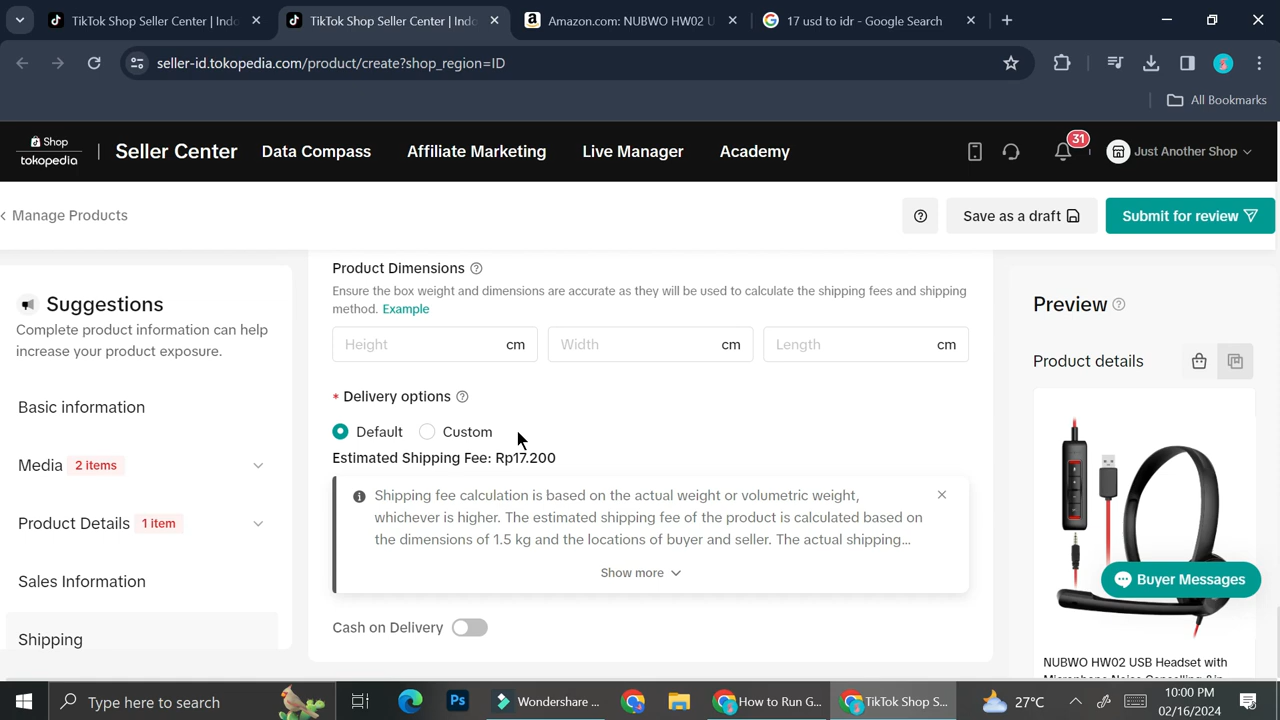 TikTok Shop Seller Center | Indo
TikTok Shop Seller Center | Indo
Amazon.com: NUBWO HW02 U
17 usd to idr - Google Search
seller-id.tokopedia.com/product/create?shop_region=ID
All Bookmarks
Shop
tokopedia
Seller Center
Data Compass
Affiliate Marketing
Live Manager
Academy
31
Just Another Shop
Manage Products
Save as a draft
Submit for review
Suggestions
Complete product information can help
increase your product exposure.
Basic information
Media 2 items
Product Details 1 item
Sales Information
Shipping
Product Dimensions
Ensure the box weight and dimensions are accurate as they will be used to calculate the shipping fees and shipping
method. Example
Height cm
Width cm
Length cm
* Delivery options
Default Custom
Estimated Shipping Fee: Rp17.200
Shipping fee calculation is based on the actual weight or volumetric weight,
whichever is higher. The estimated shipping fee of the product is calculated based on
the dimensions of 1.5 kg and the locations of buyer and seller. The actual shipping...
Show more
Cash on Delivery
Preview
Product details
Buyer Messages
NUBWO HW02 USB Headset with
Type here to search
Ps
Wondershare ...
How to Run G...
TikTok Shop S...
27°C
10:00 PM
02/16/2024